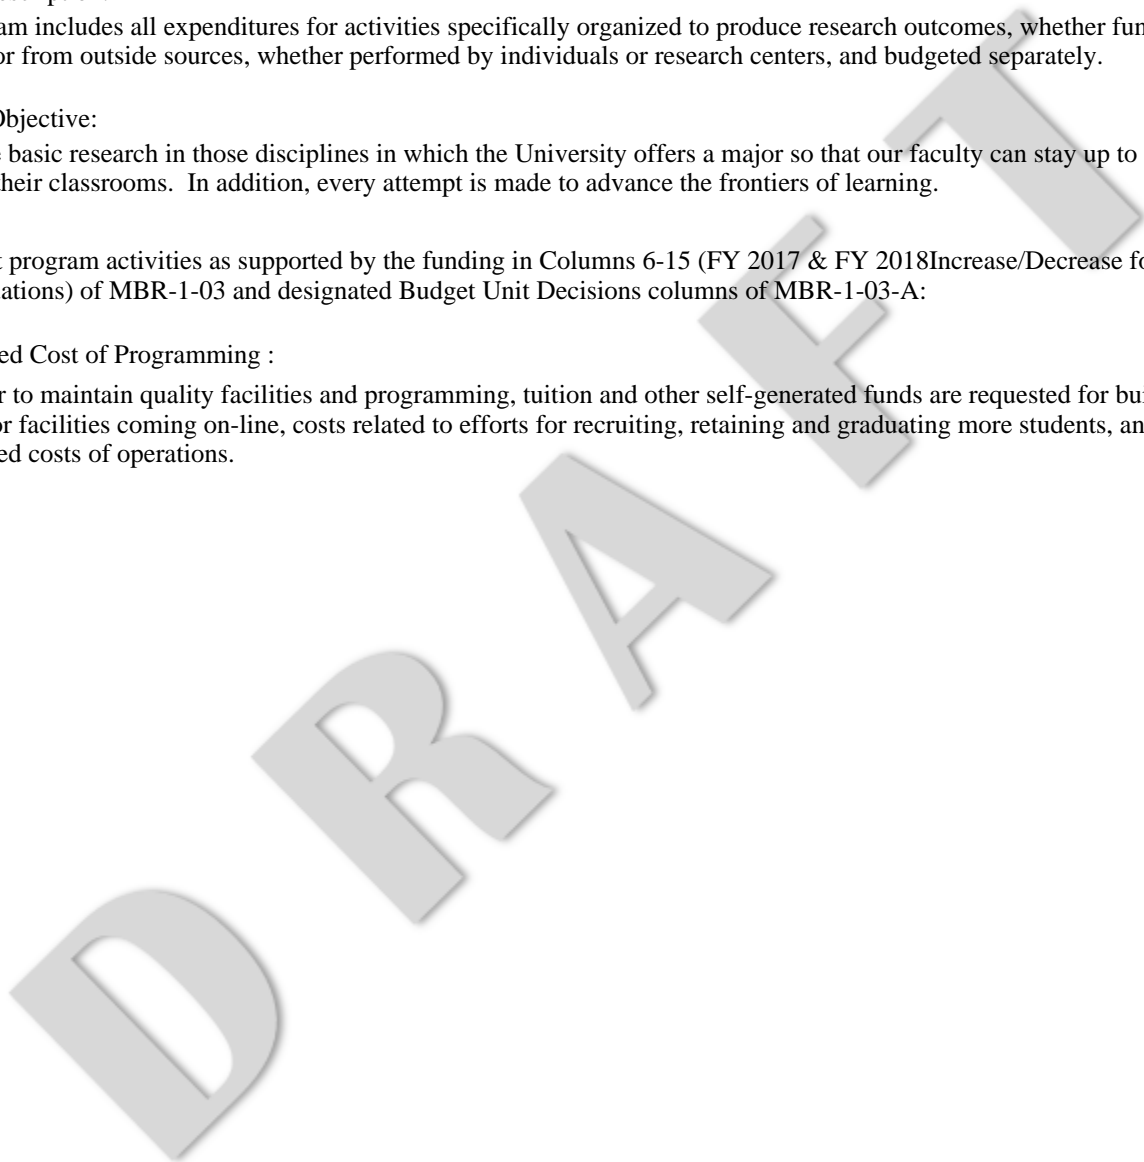 am includes all expenditures for activities specifically organized to produce research outcomes, whether fun
or from outside sources, whether performed by individuals or research centers, and budgeted separately.
Objective:
e basic research in those disciplines in which the University offers a major so that our faculty can stay up to
their classrooms.  In addition, every attempt is made to advance the frontiers of learning.
t program activities as supported by the funding in Columns 6-15 (FY 2017 & FY 2018Increase/Decrease fo
ations) of MBR-1-03 and designated Budget Unit Decisions columns of MBR-1-03-A:
ed Cost of Programming :
r to maintain quality facilities and programming, tuition and other self-generated funds are requested for bui
or facilities coming on-line, costs related to efforts for recruiting, retaining and graduating more students, an
ed costs of operations.
DRAFT